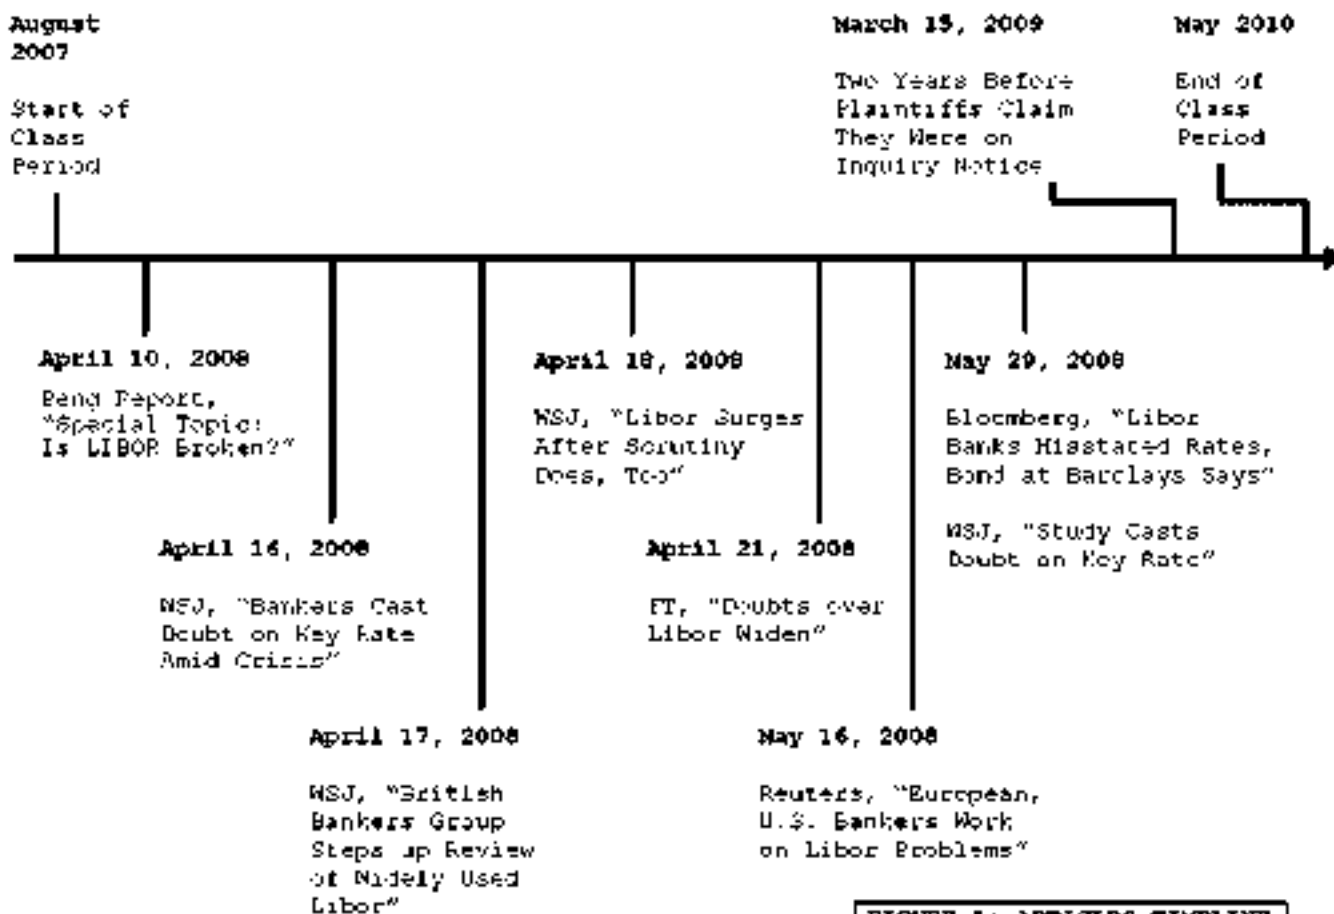 August
2007
Start of
Class
Period
March 15, 2009
Two Years Before
Plaintiffs Claim
They Were on
Inquiry Notice
May 2010
End of
Class
Period
April 10, 2008
Peng Report,
"Special Topic:
Is LIBOR Broken?"
April 16, 2008
WSJ, "Bankers Cast
Doubt on Key Rate
Amid Crisis"
April 17, 2008
WSJ, "British
Bankers Group
Steps up Review
of Widely Used
Libor"
April 18, 2008
WSJ, "Libor Surges
After Scrutiny
Does, Too"
April 21, 2008
FT, "Doubts over
Libor Widen"
May 16, 2008
Reuters, "European,
U.S. Bankers Work
on Libor Problems"
May 29, 2008
Bloomberg, "Libor
Banks Misstated Rates,
Bond at Barclays Says"
WSJ, "Study Casts
Doubt on Key Rate"
ARTICLES TIMELINE